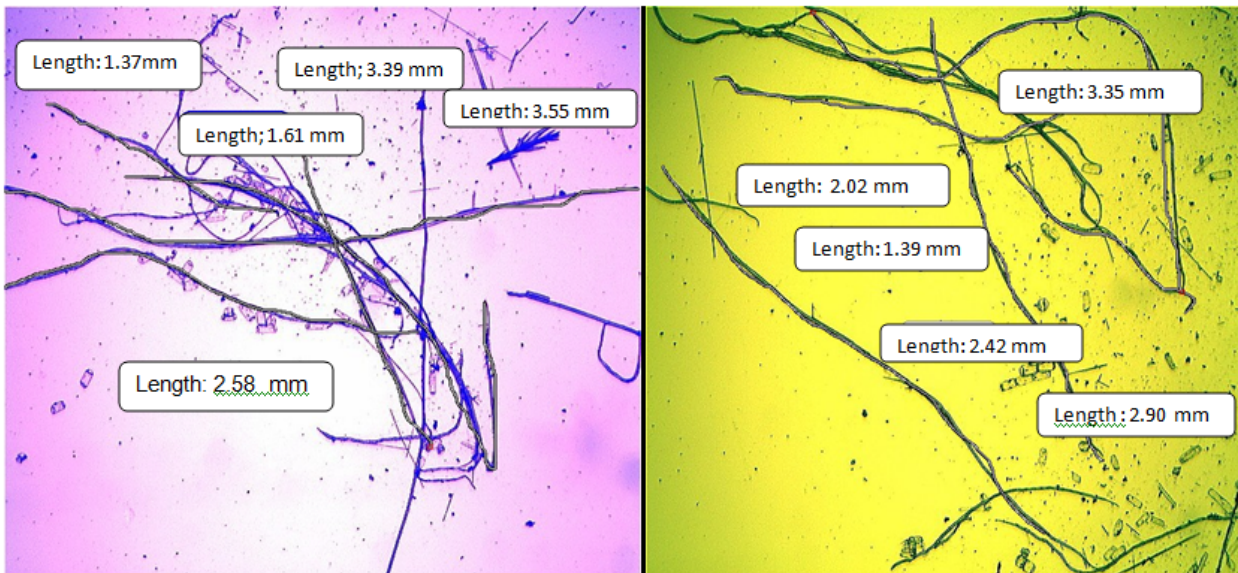 Length: 1.37mm
Length; 3.39 mm
Length: 3.55 mm
Length; 1.61 mm
Length: 2.58 mm
Length: 3.35 mm
Length: 2.02 mm
Length: 1.39 mm
Length: 2.42 mm
Length: 2.90 mm